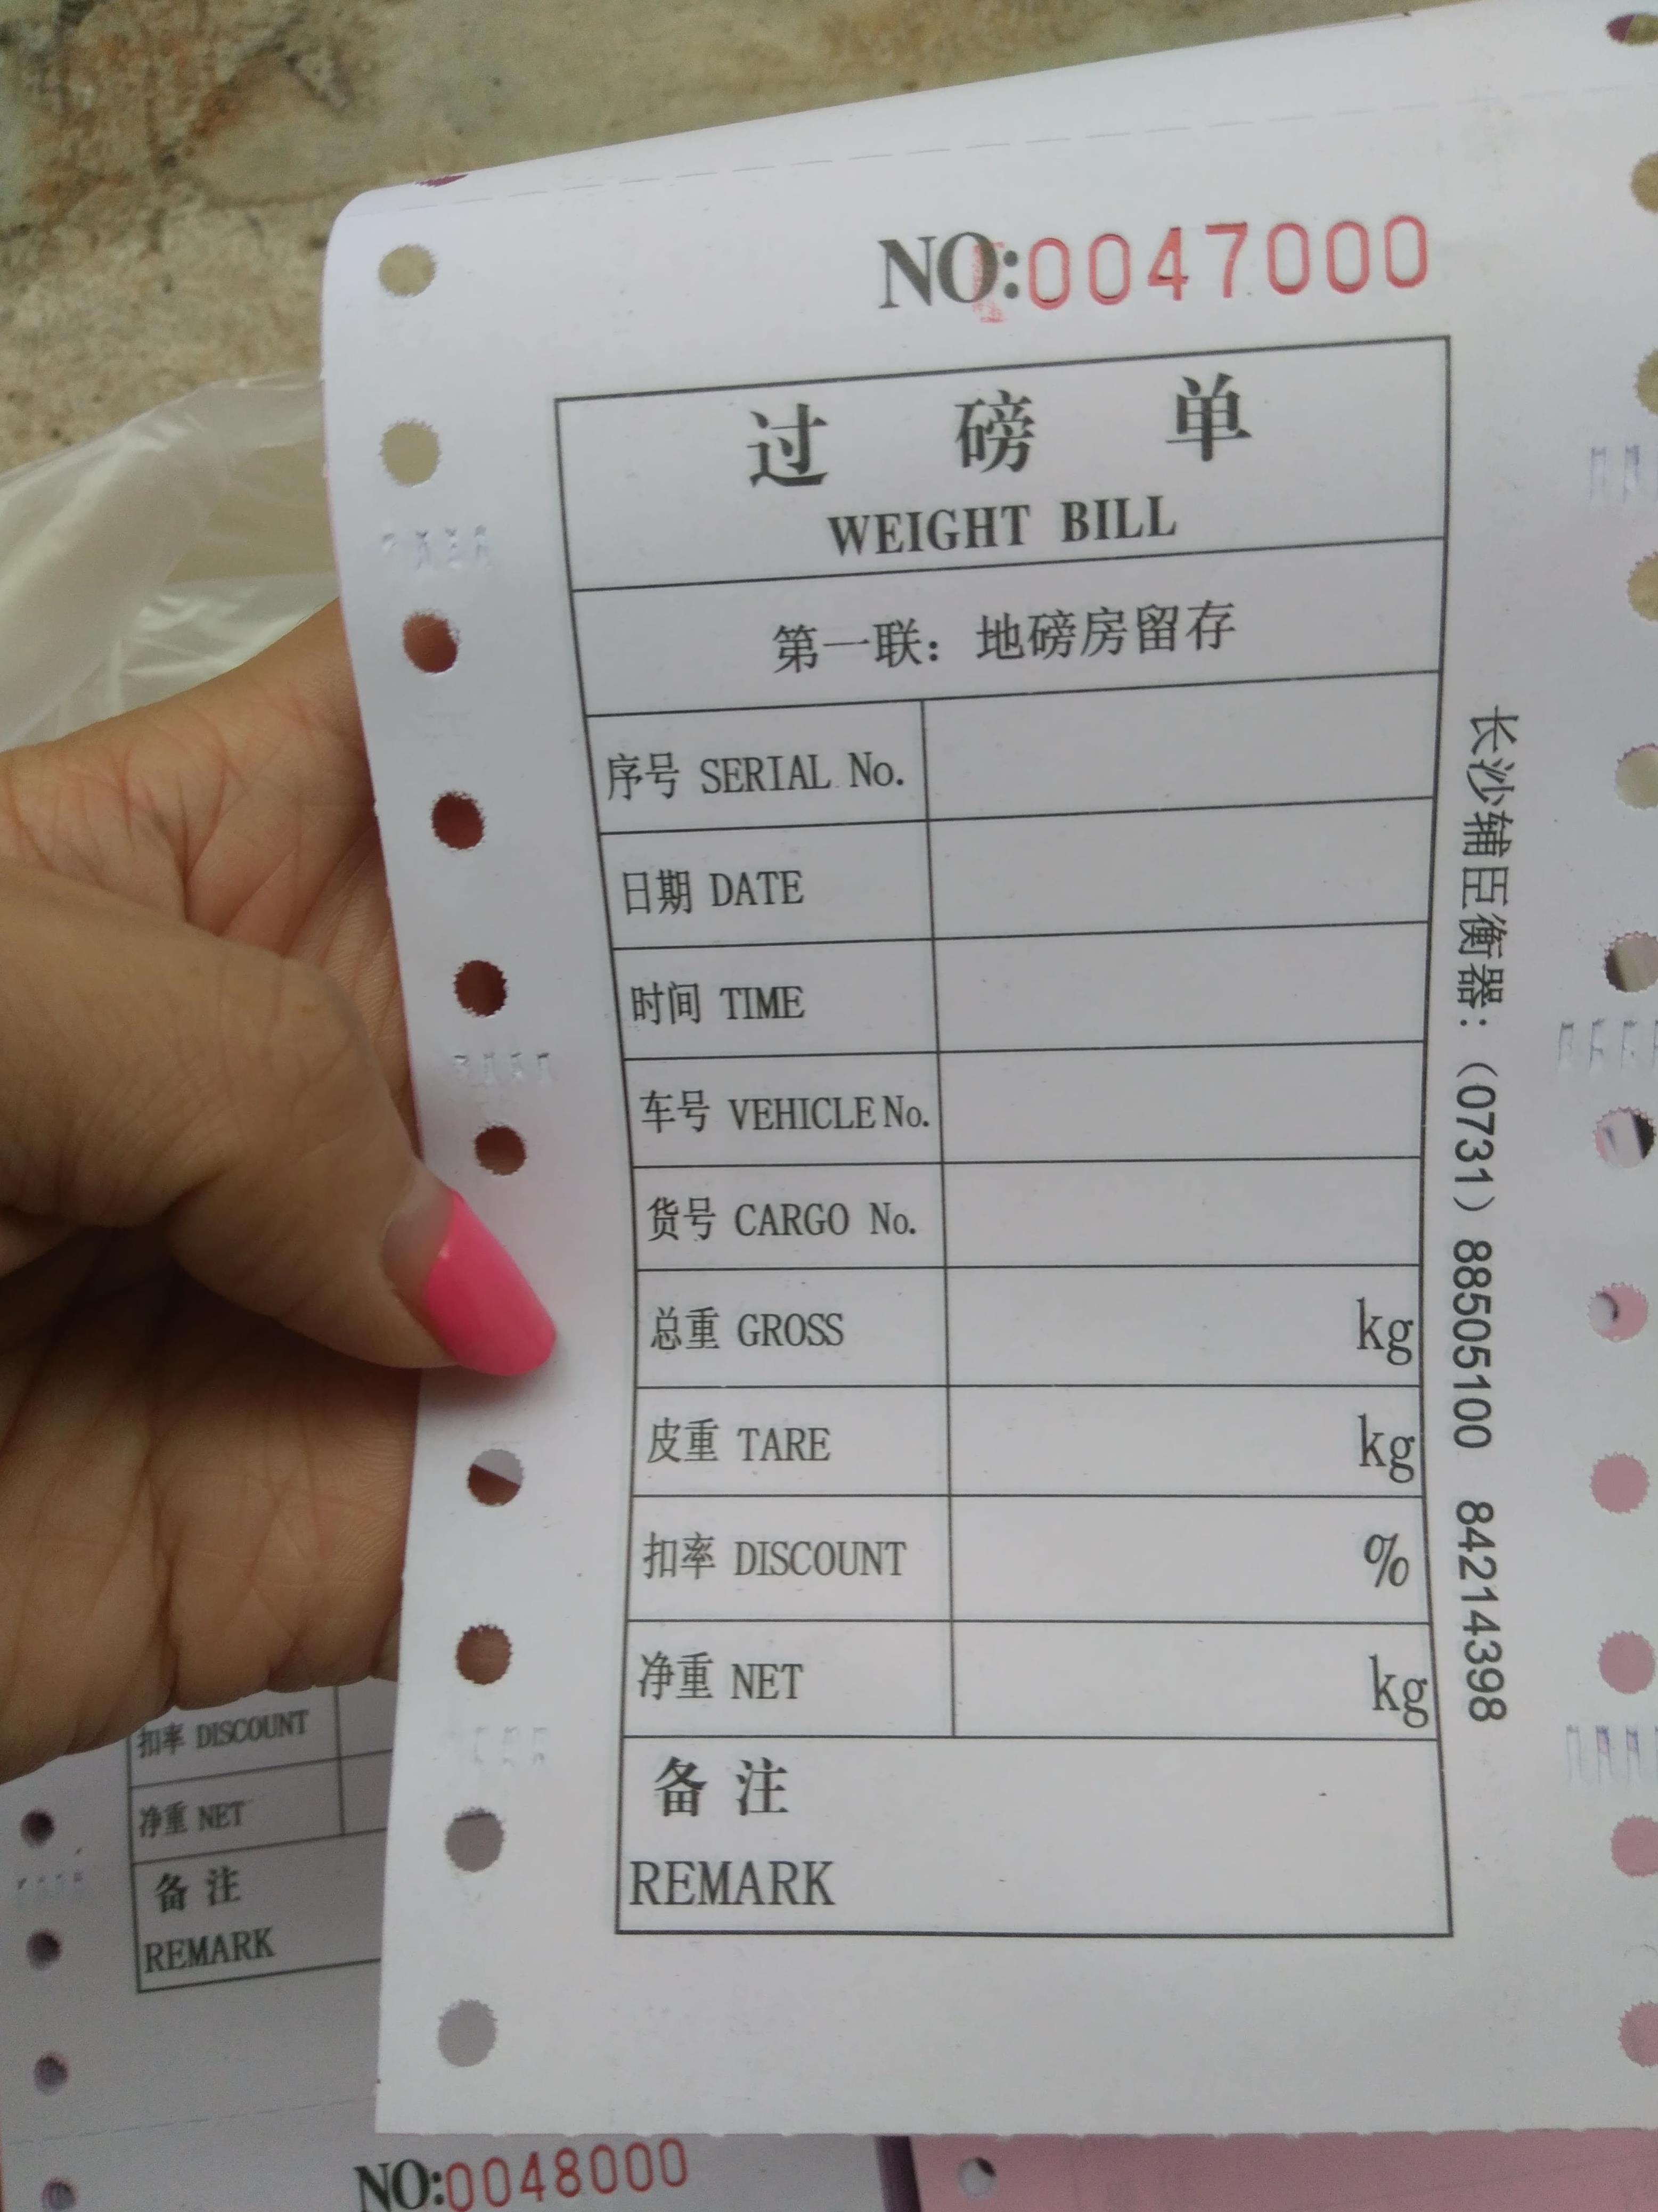 NO:0047000
过磅单
WEIGHT BILL
第一联：地磅房留存
序号 SERIAL No.
日期 DATE
时间 TIME
车号 VEHICLE No.
货号 CARGO No.
总重 GROSS kg
皮重 TARE kg
扣率 DISCOUNT %
净重 NET kg
备注
REMARK
长沙辅臣衡器：（0731）88505100 84214398
扣率 DISCOUNT
净重 NET
备注
REMARK
NO:0048000